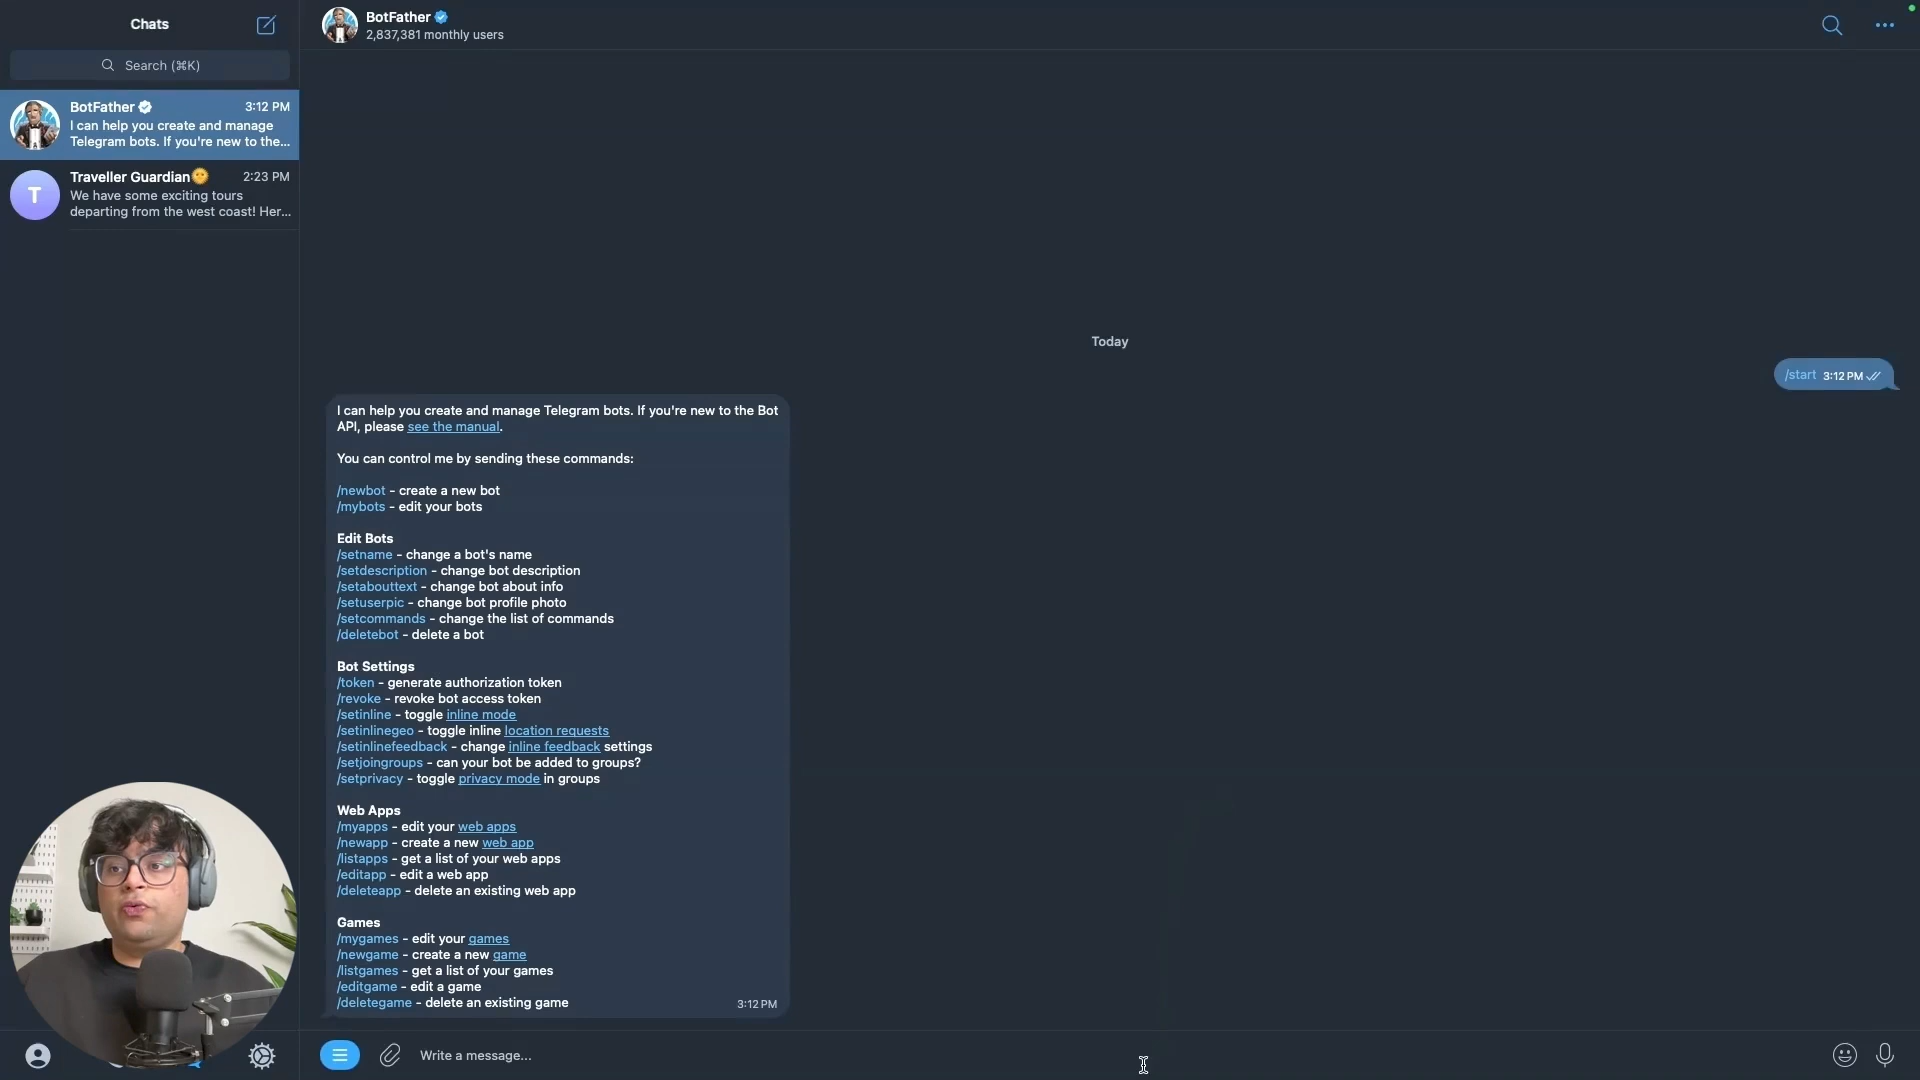 Chats
Search (⌘K)
BotFather 3:12 PM
I can help you create and manage
Telegram bots. If you're new to the...
T
Traveller Guardian 2:23 PM
We have some exciting tours
departing from the west coast! Her...
BotFather
2,837,381 monthly users
Today
/start 3:12 PM
I can help you create and manage Telegram bots. If you're new to the Bot
API, please see the manual.
You can control me by sending these commands:
/newbot - create a new bot
/mybots - edit your bots
Edit Bots
/setname - change a bot's name
/setdescription - change bot description
/setabouttext - change bot about info
/setuserpic - change bot profile photo
/setcommands - change the list of commands
/deletebot - delete a bot
Bot Settings
/token - generate authorization token
/revoke - revoke bot access token
/setinline - toggle inline mode
/setinlinegeo - toggle inline location requests
/setinlinefeedback - change inline feedback settings
/setjoingroups - can your bot be added to groups?
/setprivacy - toggle privacy mode in groups
Web Apps
/myapps - edit your web apps
/newapp - create a new web app
/listapps - get a list of your web apps
/editapp - edit a web app
/deleteapp - delete an existing web app
Games
/mygames - edit your games
/newgame - create a new game
/listgames - get a list of your games
/editgame - edit a game
/deletegame - delete an existing game
3:12 PM
Write a message...